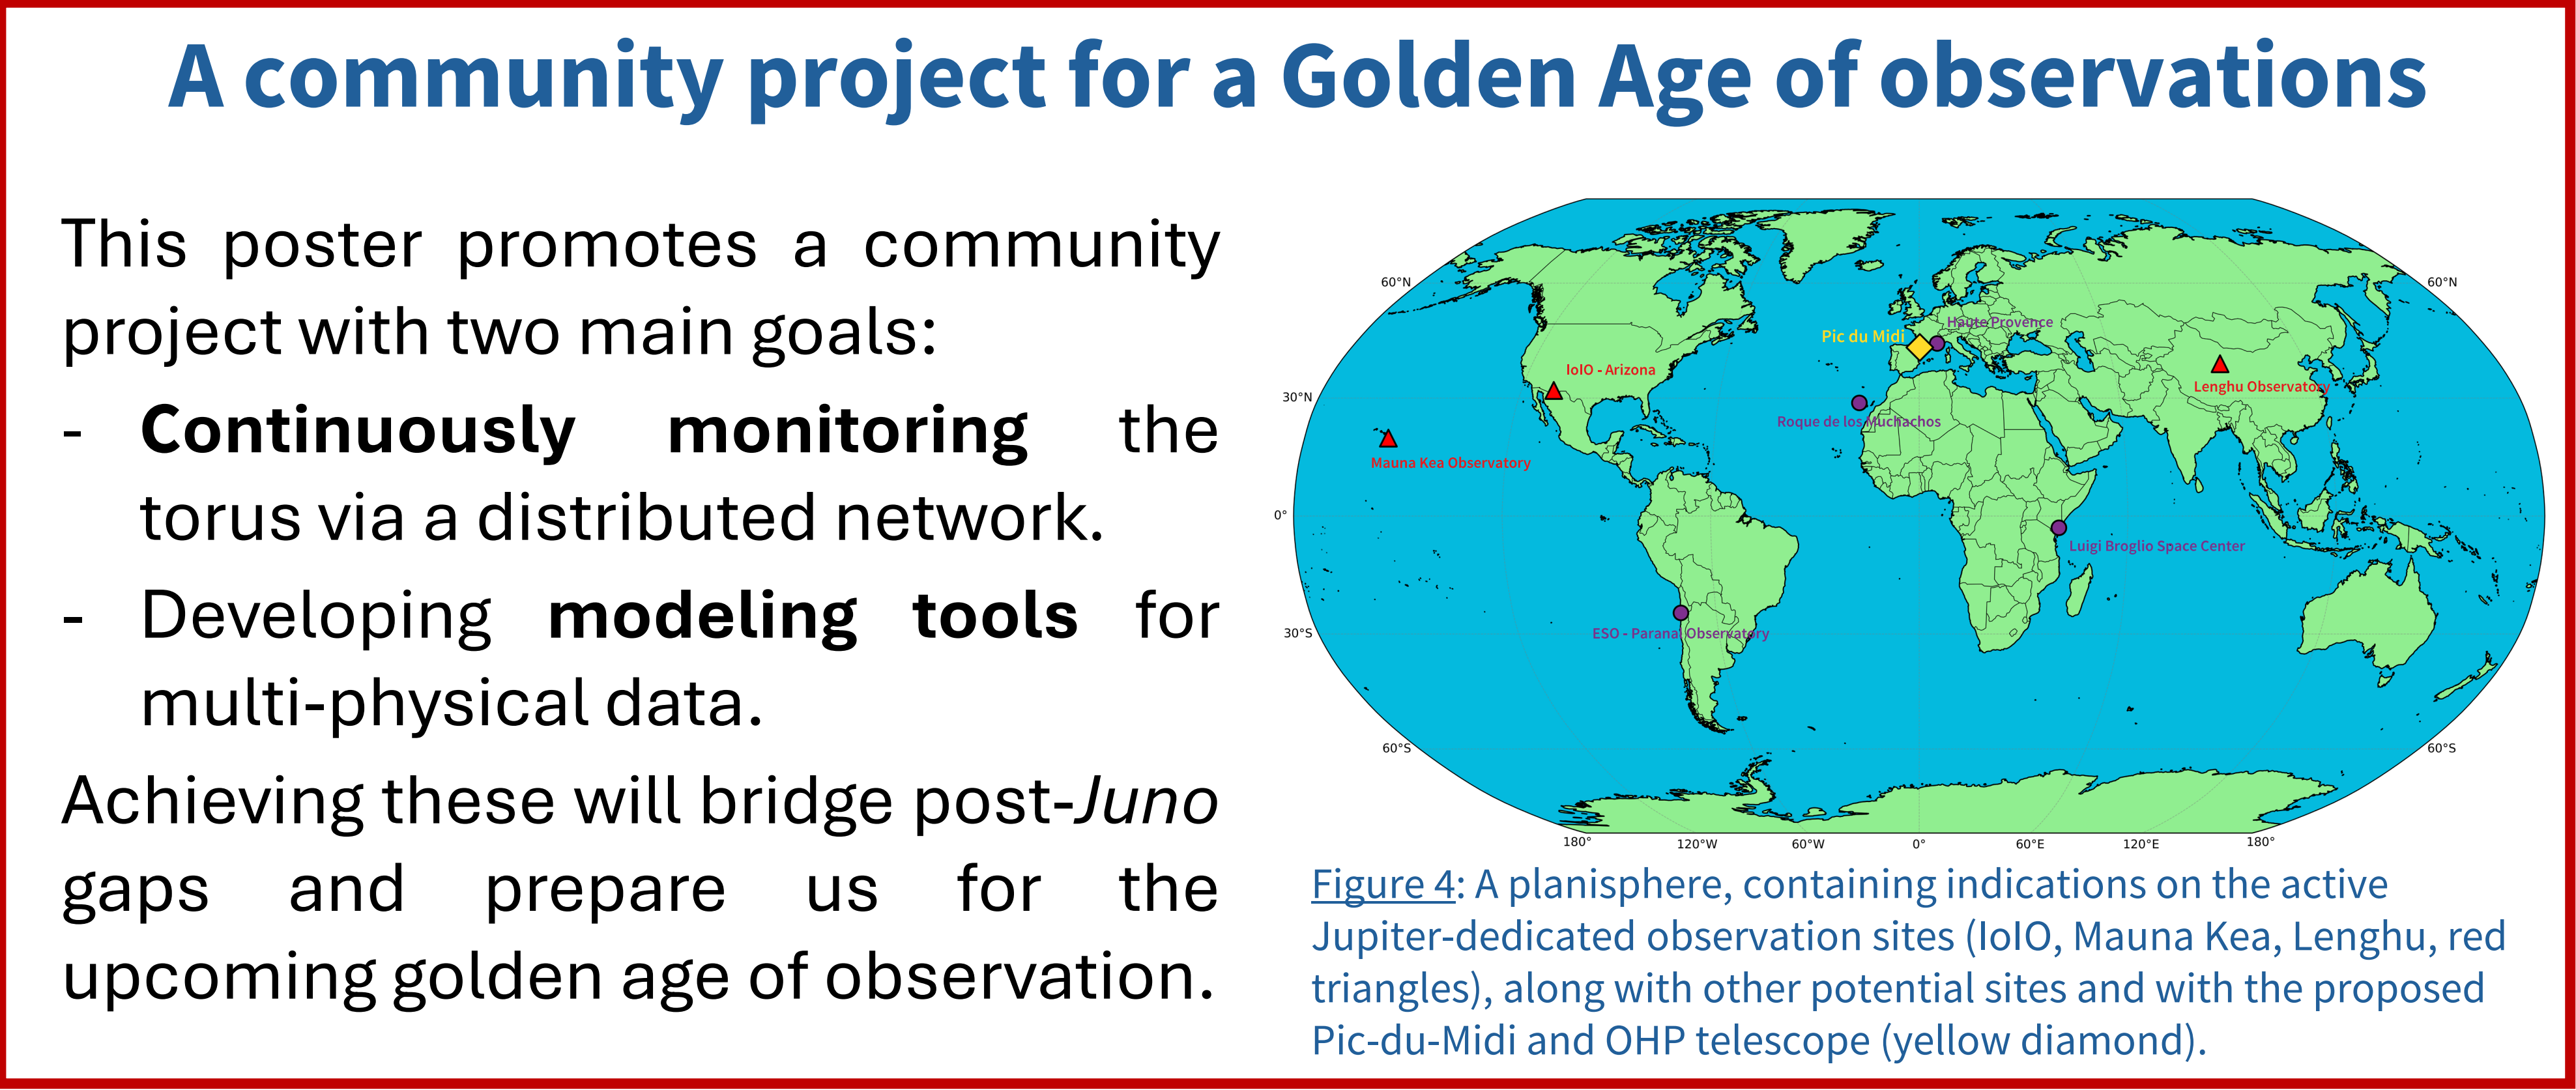 A community project for a Golden Age of observations
This poster promotes a community
project with two main goals:
- Continuously monitoring the
torus via a distributed network.
- Developing modeling tools for
multi-physical data.
Achieving these will bridge post-Juno
gaps and prepare us for the
upcoming golden age of observation.
60°N
60°N
Haute Provence
Pic du Midi
IoIO - Arizona
Lenghu Observatory
30°N
Roque de los Muchachos
Mauna Kea Observatory
0°
Luigi Broglio Space Center
30°S
ESO - Paranal Observatory
60°S
60°S
180°
120°W
60°W
0°
60°E
120°E
180°
Figure 4: A planisphere, containing indications on the active
Jupiter-dedicated observation sites (IoIO, Mauna Kea, Lenghu, red
triangles), along with other potential sites and with the proposed
Pic-du-Midi and OHP telescope (yellow diamond).